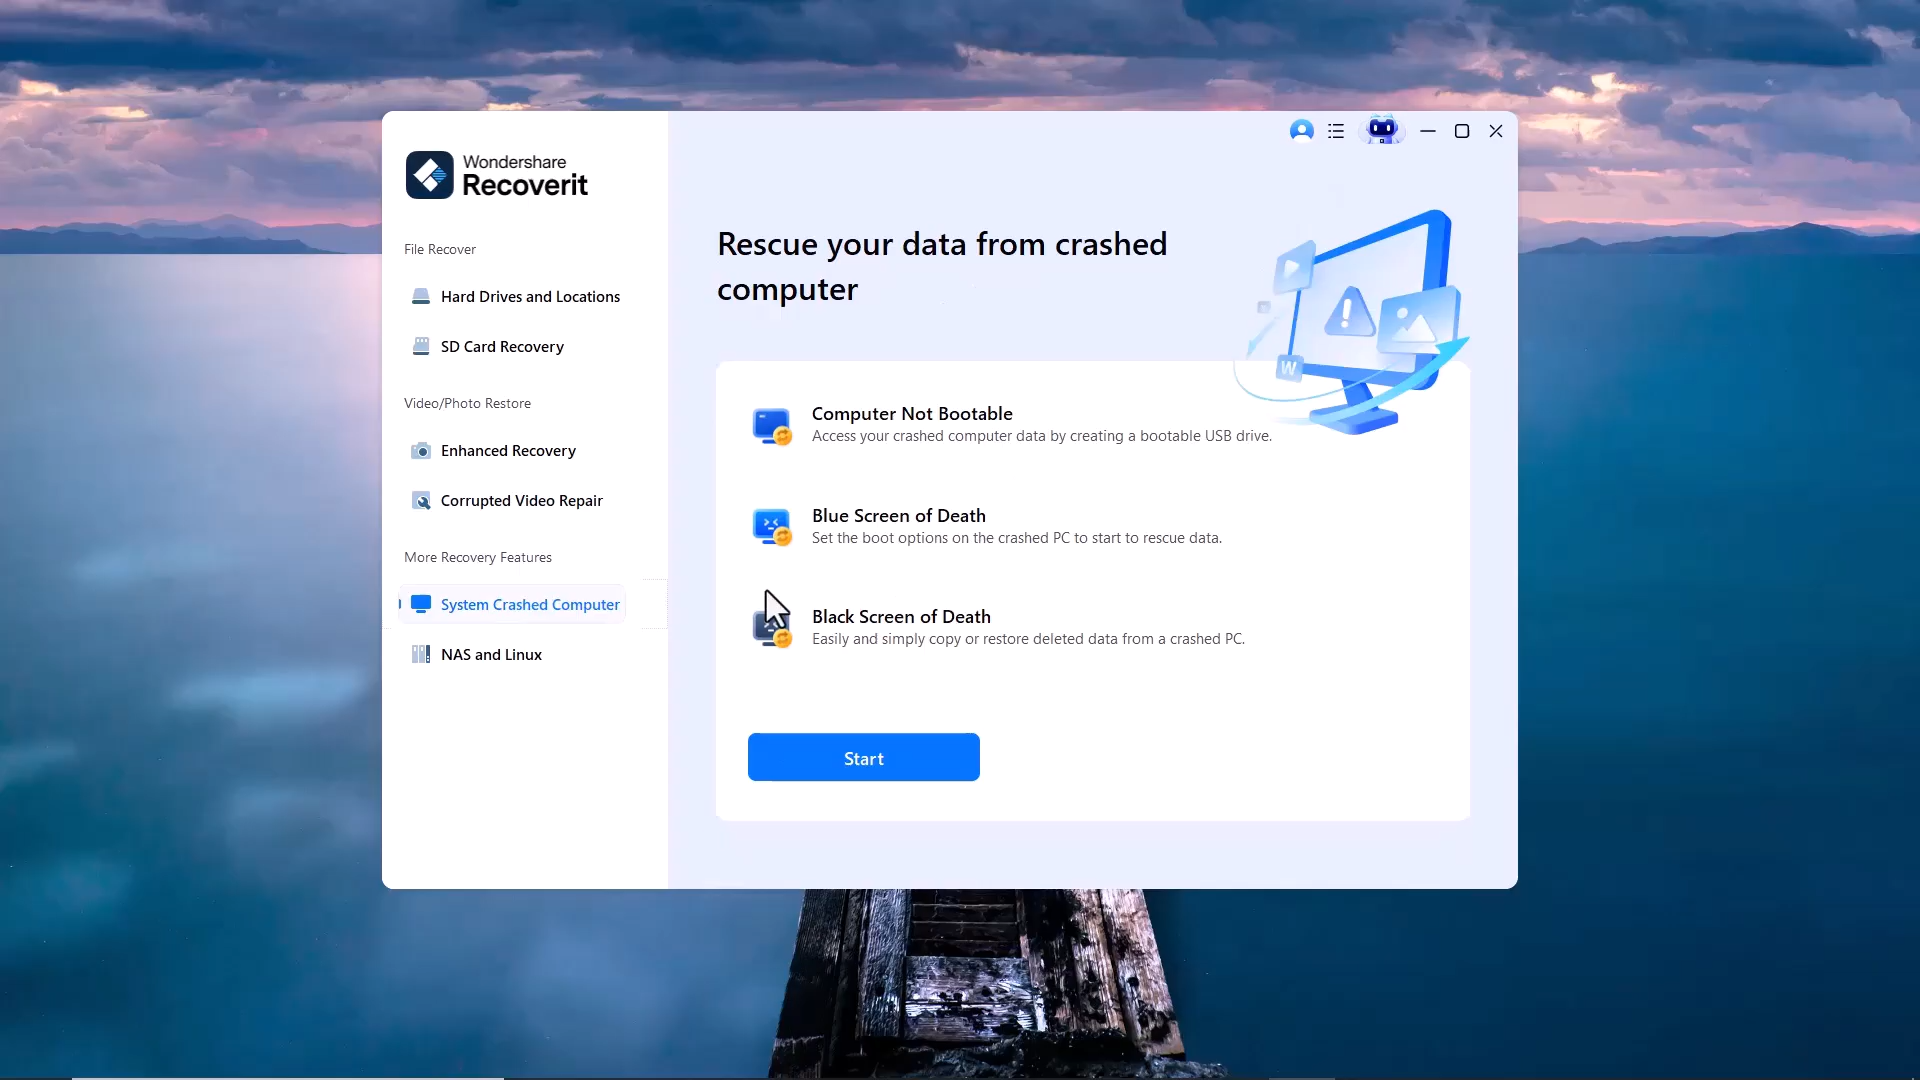 Wondershare
Recoverit
File Recover
Hard Drives and Locations
SD Card Recovery
Video/Photo Restore
Enhanced Recovery
Corrupted Video Repair
More Recovery Features
System Crashed Computer
NAS and Linux
Rescue your data from crashed
computer
W
Computer Not Bootable
Access your crashed computer data by creating a bootable USB drive.
Blue Screen of Death
Set the boot options on the crashed PC to start to rescue data.
Black Screen of Death
Easily and simply copy or restore deleted data from a crashed PC.
Start